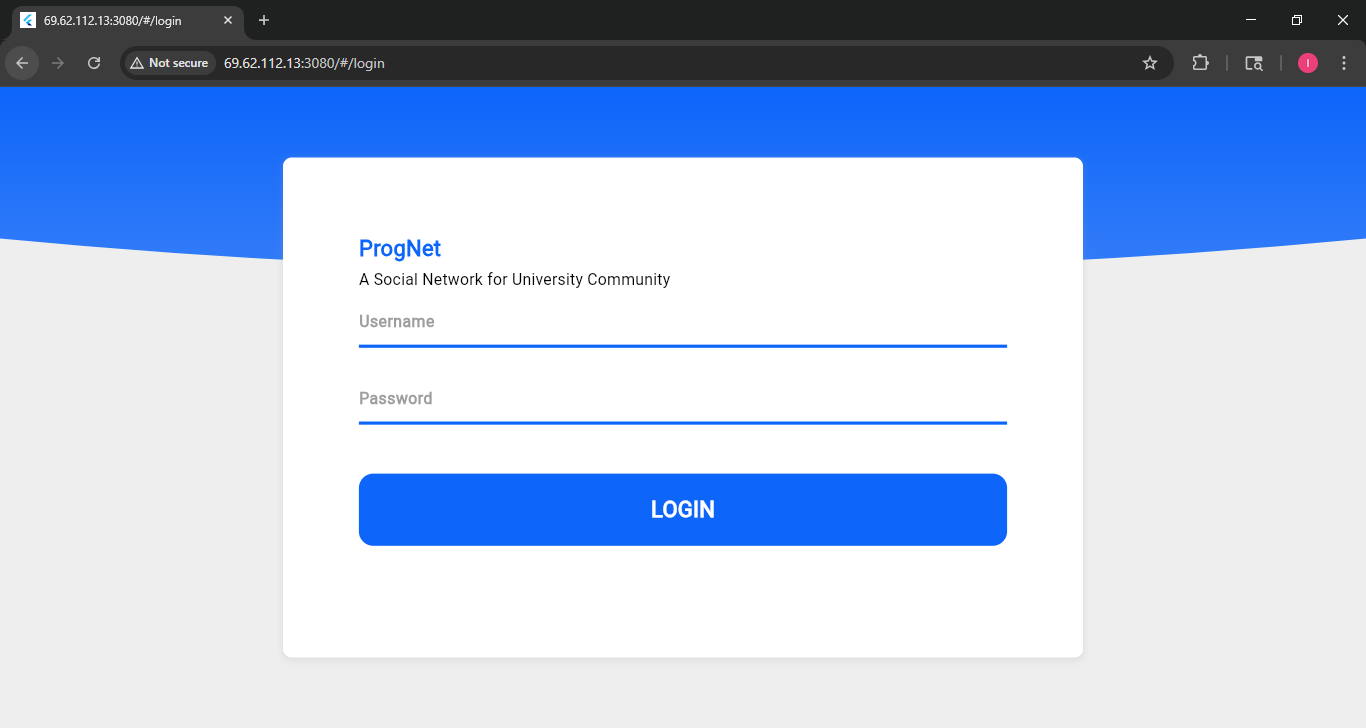 69.62.112.13:3080/#/login
Not secure
69.62.112.13:3080/#/login
I
ProgNet
A Social Network for University Community
Username
Password
LOGIN